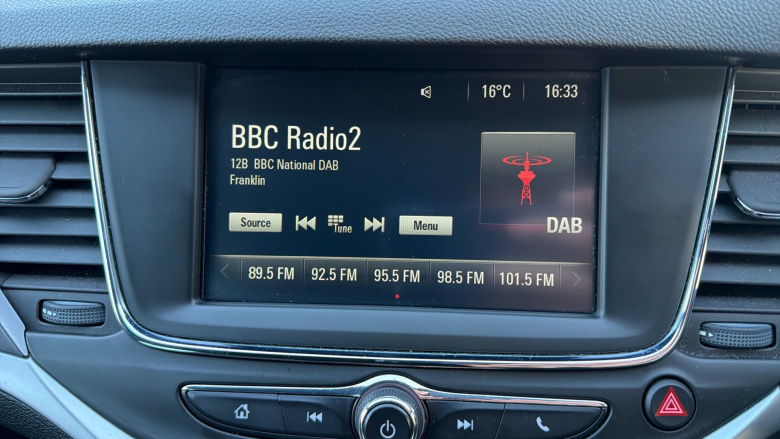 16°C 16:33
BBC Radio2
12B BBC National DAB
Franklin
Source Tune Menu
DAB
89.5 FM 92.5 FM 95.5 FM 98.5 FM 101.5 FM